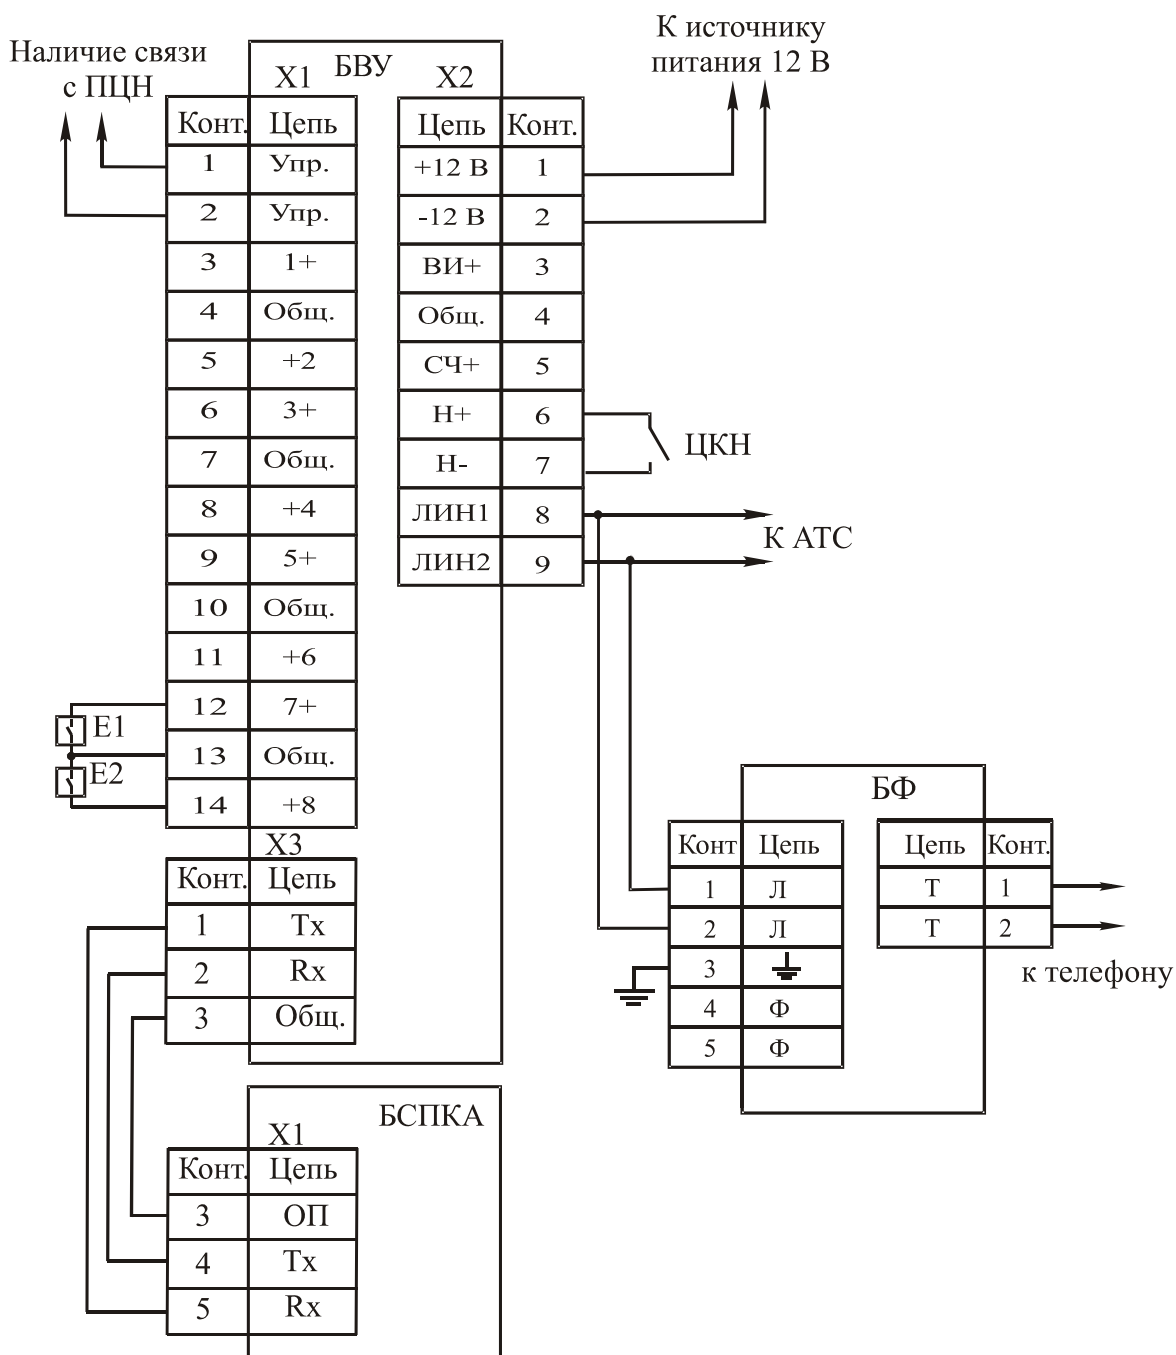 Наличие связи
с ПЦН
К источнику
питания 12 В
БВУ
X1
Конт. Цепь
1 Упр.
2 Упр.
3 1+
4 Общ.
5 +2
6 3+
7 Общ.
8 +4
9 5+
10 Общ.
11 +6
12 7+
13 Общ.
14 +8
X2
Цепь Конт.
+12 В 1
-12 В 2
ВИ+ 3
Общ. 4
СЧ+ 5
Н+ 6
Н- 7
ЛИН1 8
ЛИН2 9
ЦКН
К АТС
E1
E2
X3
Конт. Цепь
1 Tx
2 Rx
3 Общ.
БФ
Конт Цепь
1 Л
2 Л
3
4 Ф
5 Ф
Цепь Конт.
Т 1
Т 2
к телефону
БСПКА
X1
Конт. Цепь
3 ОП
4 Tx
5 Rx